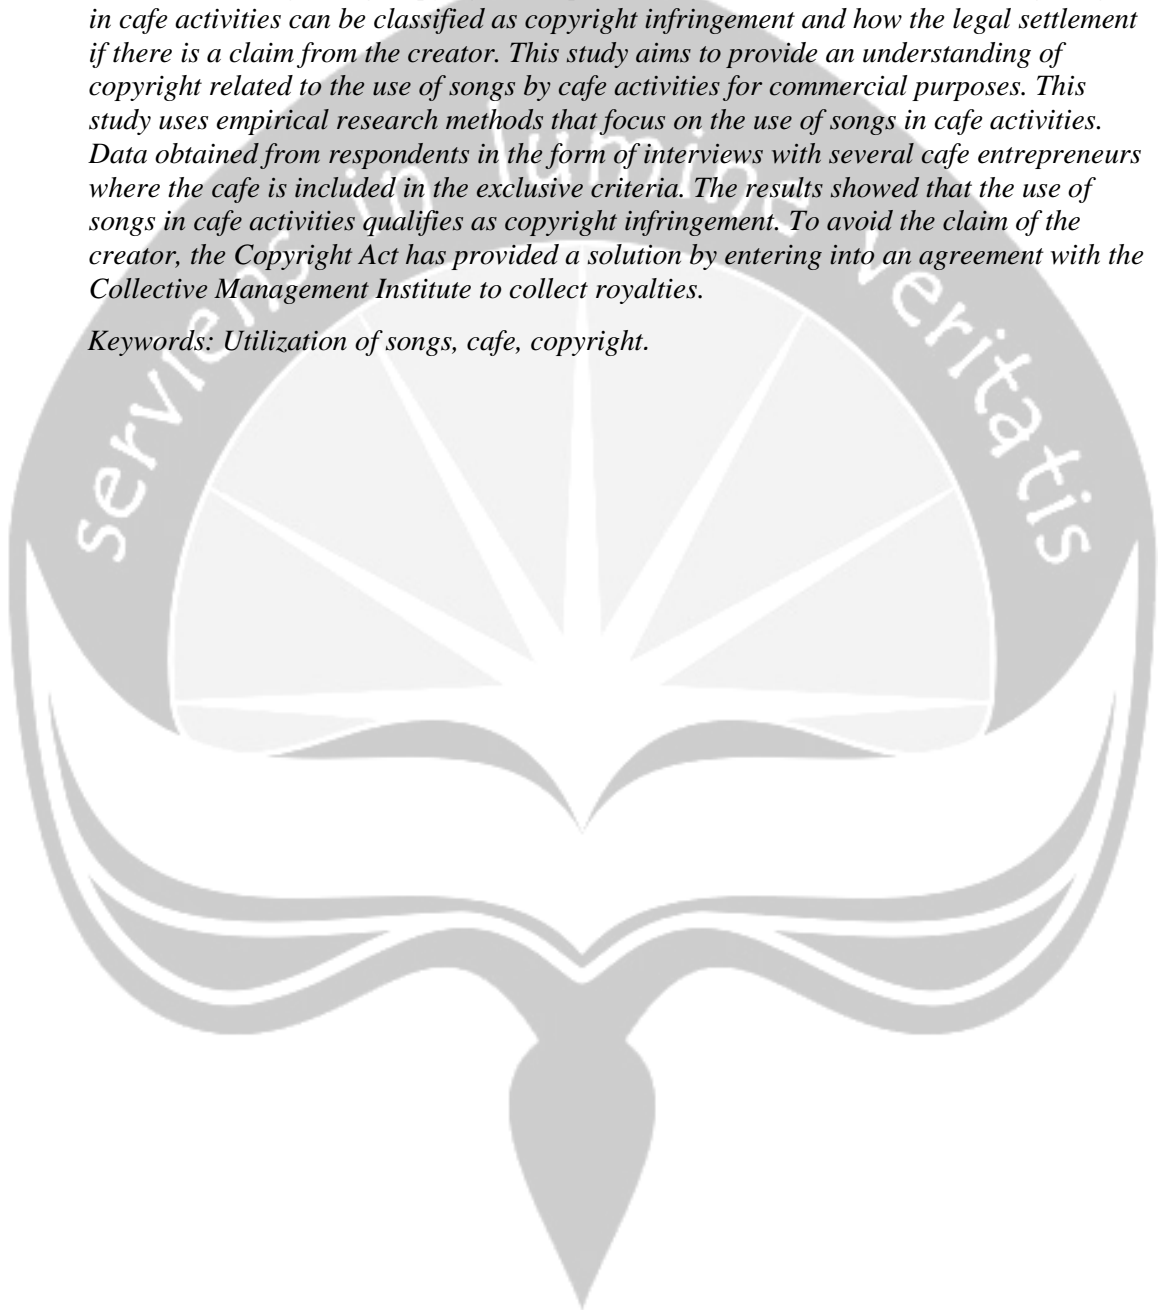 in cafe activities can be classified as copyright infringement and how the legal settlement
if there is a claim from the creator. This study aims to provide an understanding of
copyright related to the use of songs by cafe activities for commercial purposes. This
study uses empirical research methods that focus on the use of songs in cafe activities.
Data obtained from respondents in the form of interviews with several cafe entrepreneurs
where the cafe is included in the exclusive criteria. The results showed that the use of
songs in cafe activities qualifies as copyright infringement. To avoid the claim of the
creator, the Copyright Act has provided a solution by entering into an agreement with the
Collective Management Institute to collect royalties.
Keywords: Utilization of songs, cafe, copyright.
serviens in lumine veritatis